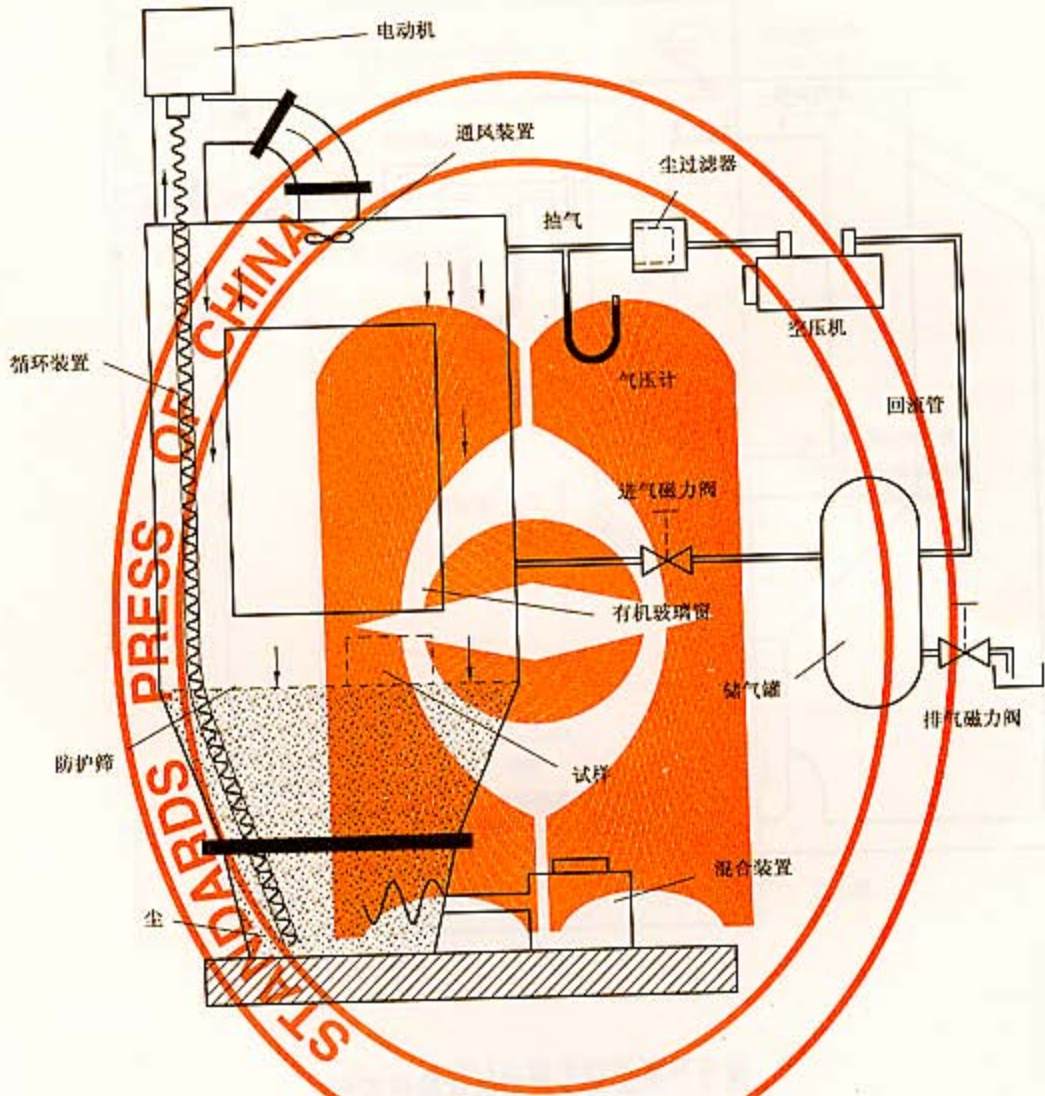 电动机
通风装置
尘过滤器
抽气
空压机
循环装置
气压计
回流管
进气磁力阀
有机玻璃窗
储气罐
排气磁力阀
防护筛
试样
混合装置
尘
STANDARDS PRESS OF CHINA